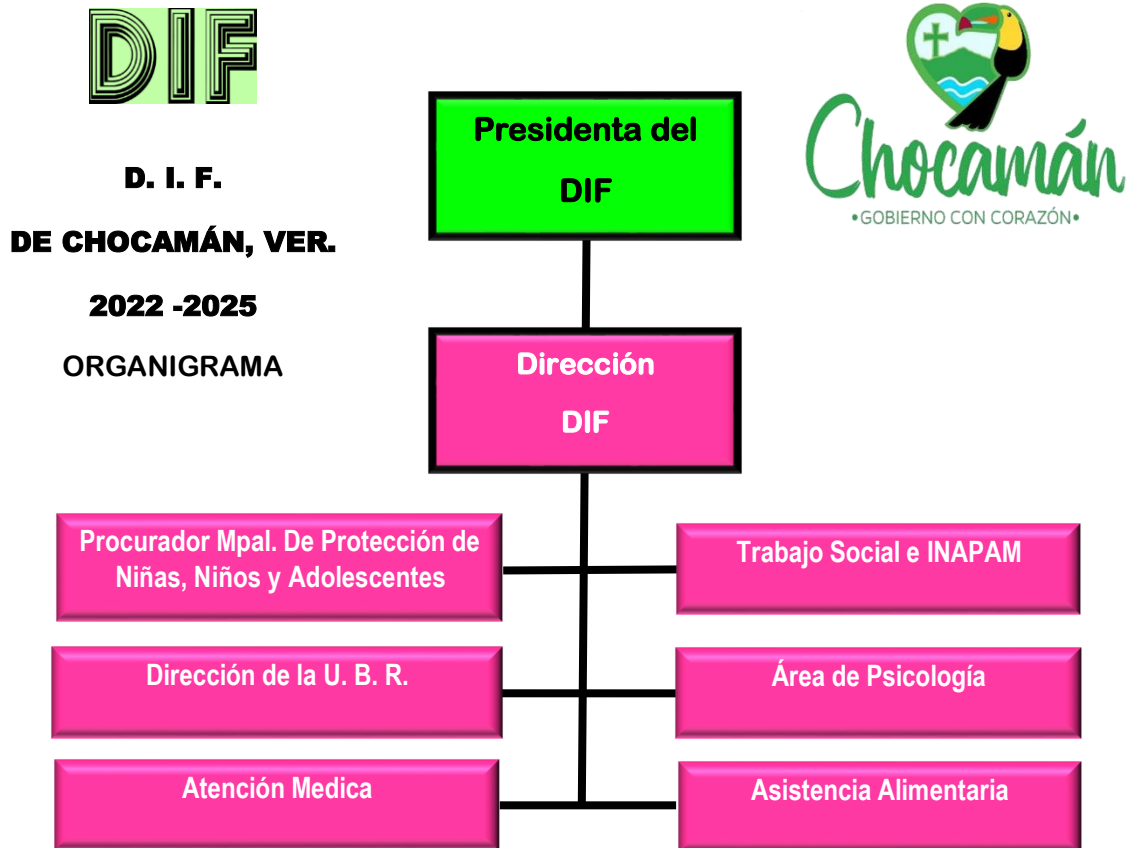 DIF
D. I. F.
DE CHOCAMÁN, VER.
2022 -2025
ORGANIGRAMA
Chocamán
•GOBIERNO CON CORAZÓN•
Presidenta del
DIF
Dirección
DIF
Procurador Mpal. De Protección de
Niñas, Niños y Adolescentes
Trabajo Social e INAPAM
Dirección de la U. B. R.
Área de Psicología
Atención Medica
Asistencia Alimentaria